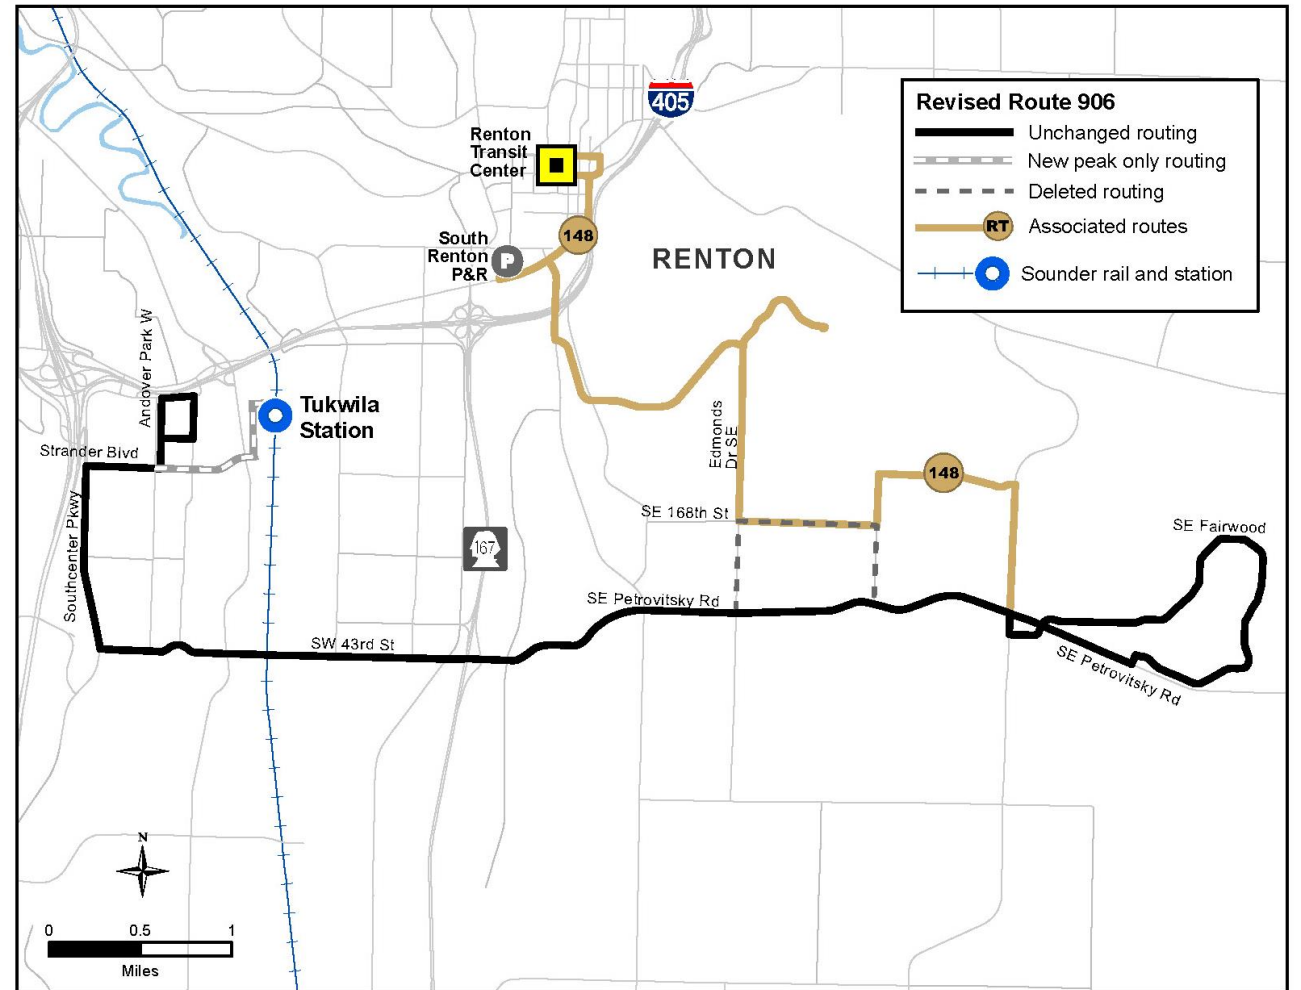 405
Revised Route 906
Unchanged routing
New peak only routing
Deleted routing
RT
Associated routes
Sounder rail and station
Renton
Transit
Center
148
South
Renton
P&R
P
RENTON
Andover Park W
Tukwila
Station
Strander Blvd
Edmonds
Dr SE
148
SE 168th St
SE Fairwood
167
Southcenter Pkwy
SE Petrovitsky Rd
SW 43rd St
SE Petrovitsky Rd
N
0 0.5 1
Miles